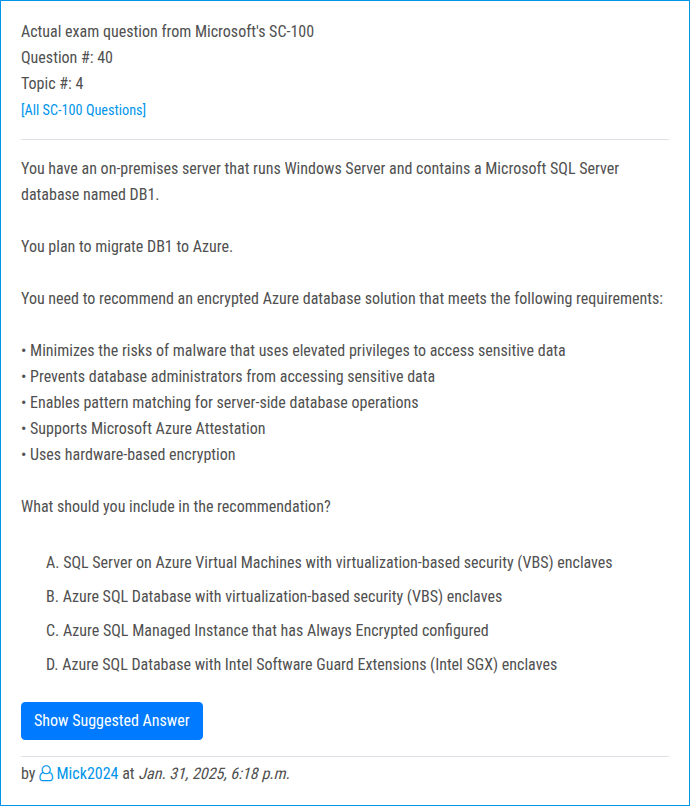 Actual exam question from Microsoft's SC-100
Question #: 40
Topic #: 4
[All SC-100 Questions]
You have an on-premises server that runs Windows Server and contains a Microsoft SQL Server
database named DB1.
You plan to migrate DB1 to Azure.
You need to recommend an encrypted Azure database solution that meets the following requirements:
• Minimizes the risks of malware that uses elevated privileges to access sensitive data
• Prevents database administrators from accessing sensitive data
• Enables pattern matching for server-side database operations
• Supports Microsoft Azure Attestation
• Uses hardware-based encryption
What should you include in the recommendation?
A. SQL Server on Azure Virtual Machines with virtualization-based security (VBS) enclaves
B. Azure SQL Database with virtualization-based security (VBS) enclaves
C. Azure SQL Managed Instance that has Always Encrypted configured
D. Azure SQL Database with Intel Software Guard Extensions (Intel SGX) enclaves
Show Suggested Answer
by Mick2024 at Jan. 31, 2025, 6:18 p.m.